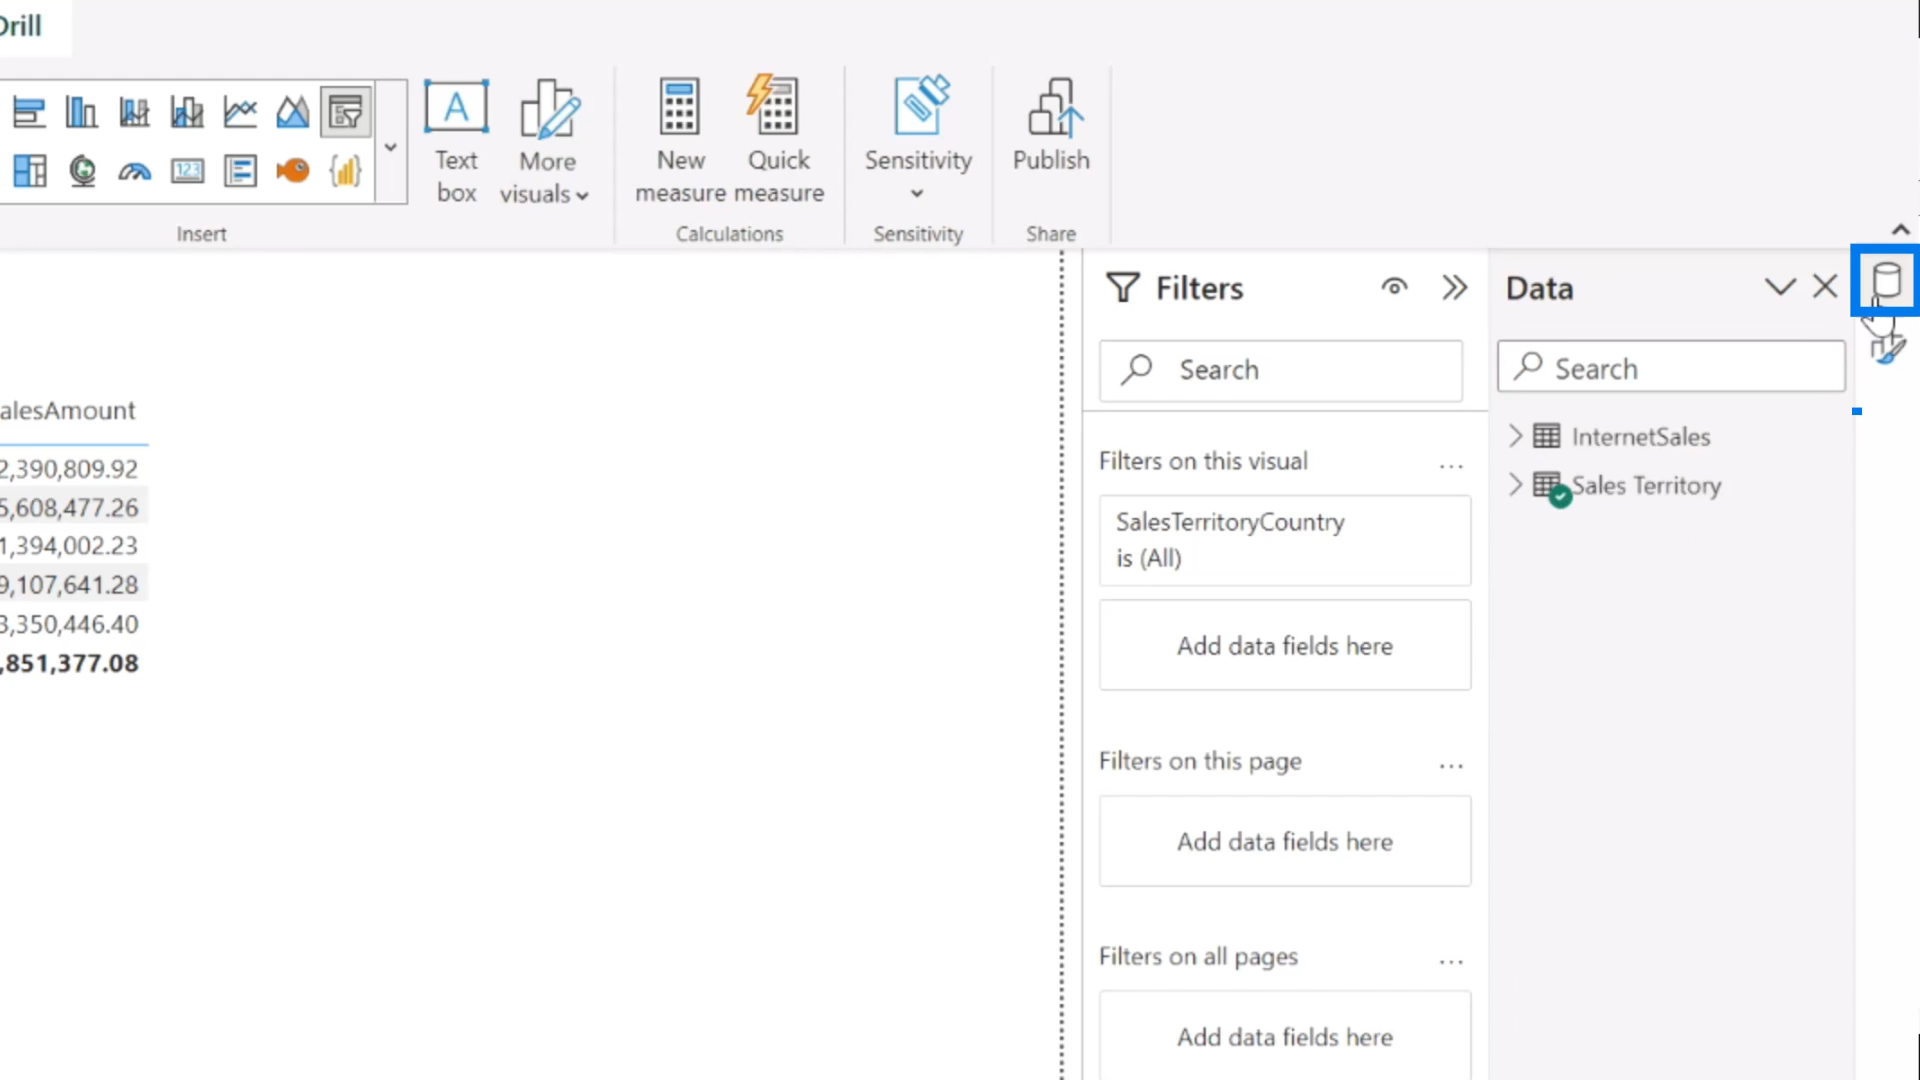 Drill
A
123
Text
box
More
visuals
New
measure
Quick
measure
Sensitivity
Publish
Insert
Calculations
Sensitivity
Share
Filters
Data
Search
Search
alesAmount
2,390,809.92
5,608,477.26
1,394,002.23
9,107,641.28
3,350,446.40
,851,377.08
InternetSales
Sales Territory
Filters on this visual
...
SalesTerritoryCountry
is (All)
Add data fields here
Filters on this page
...
Add data fields here
Filters on all pages
...
Add data fields here